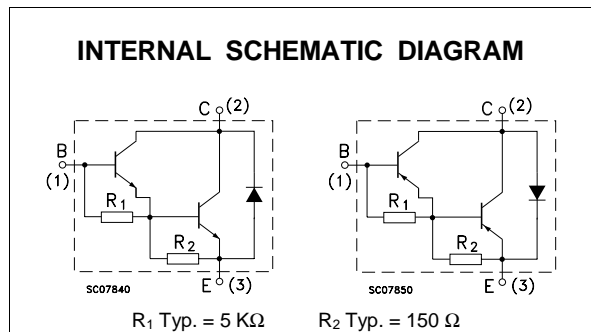 INTERNAL SCHEMATIC DIAGRAM
C (2)
B
(1)
R1
R2
SC07840
E (3)
C (2)
B
(1)
R1
R2
SC07850
E (3)
R1 Typ. = 5 KΩ R2 Typ. = 150 Ω